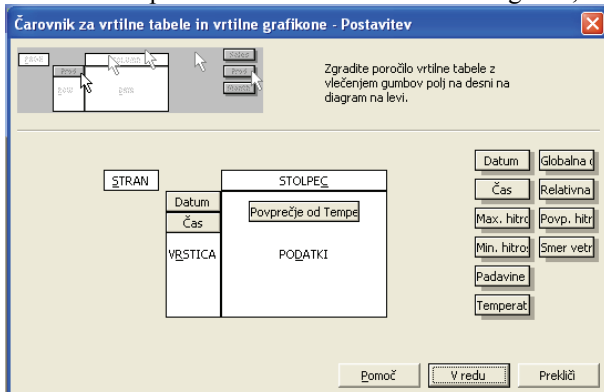 Čarovnik za vrtilne tabele in vrtilne grafikone - Postavitev
Zgradite poročilo vrtilne tabele z
vlečenjem gumbov polj na desni na
diagram na levi.
STRAN
STOLPEC
Datum
Čas
Povprečje od Tempe
VRSTICA
PODATKI
Datum
Globalna
Čas
Relativna
Max. hitro
Povp. hitr
Min. hitros
Smer vetr
Padavine
Temperat
Pomoč
V redu
Prekliči